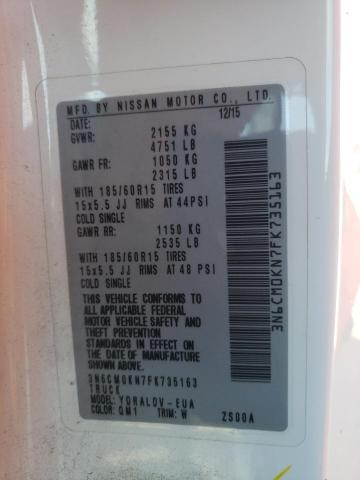 MFD. BY NISSAN MOTOR CO., LTD.
DATE: 12/15
GVWR: 2155 KG
4751 LB
GAWR FR: 1050 KG
2315 LB
WITH 185/60R15 TIRES
15x5.5 JJ RIMS AT 44PSI
COLD SINGLE
GAWR RR: 1150 KG
2535 LB
WITH 185/60R15 TIRES
15x5.5 JJ RIMS AT 48 PSI
COLD SINGLE
THIS VEHICLE CONFORMS TO
ALL APPLICABLE FEDERAL
MOTOR VEHICLE SAFETY
AND THEFT PREVENTION
STANDARDS IN EFFECT ON
THE DATE OF MANUFACTURE
SHOWN ABOVE.
3N6CM0KN7FK735163
TRUCK
MODEL: YDRALDV-EUA
COLOR: QM1 TRIM: W ZS00A
3N6CM0KN7FK735163